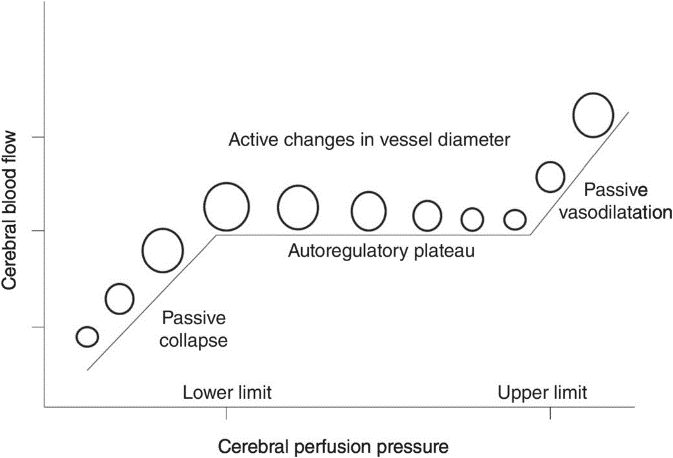 Cerebral blood flow
Active changes in vessel diameter
Passive
vasodilatation
Autoregulatory plateau
Passive
collapse
Lower limit
Upper limit
Cerebral perfusion pressure